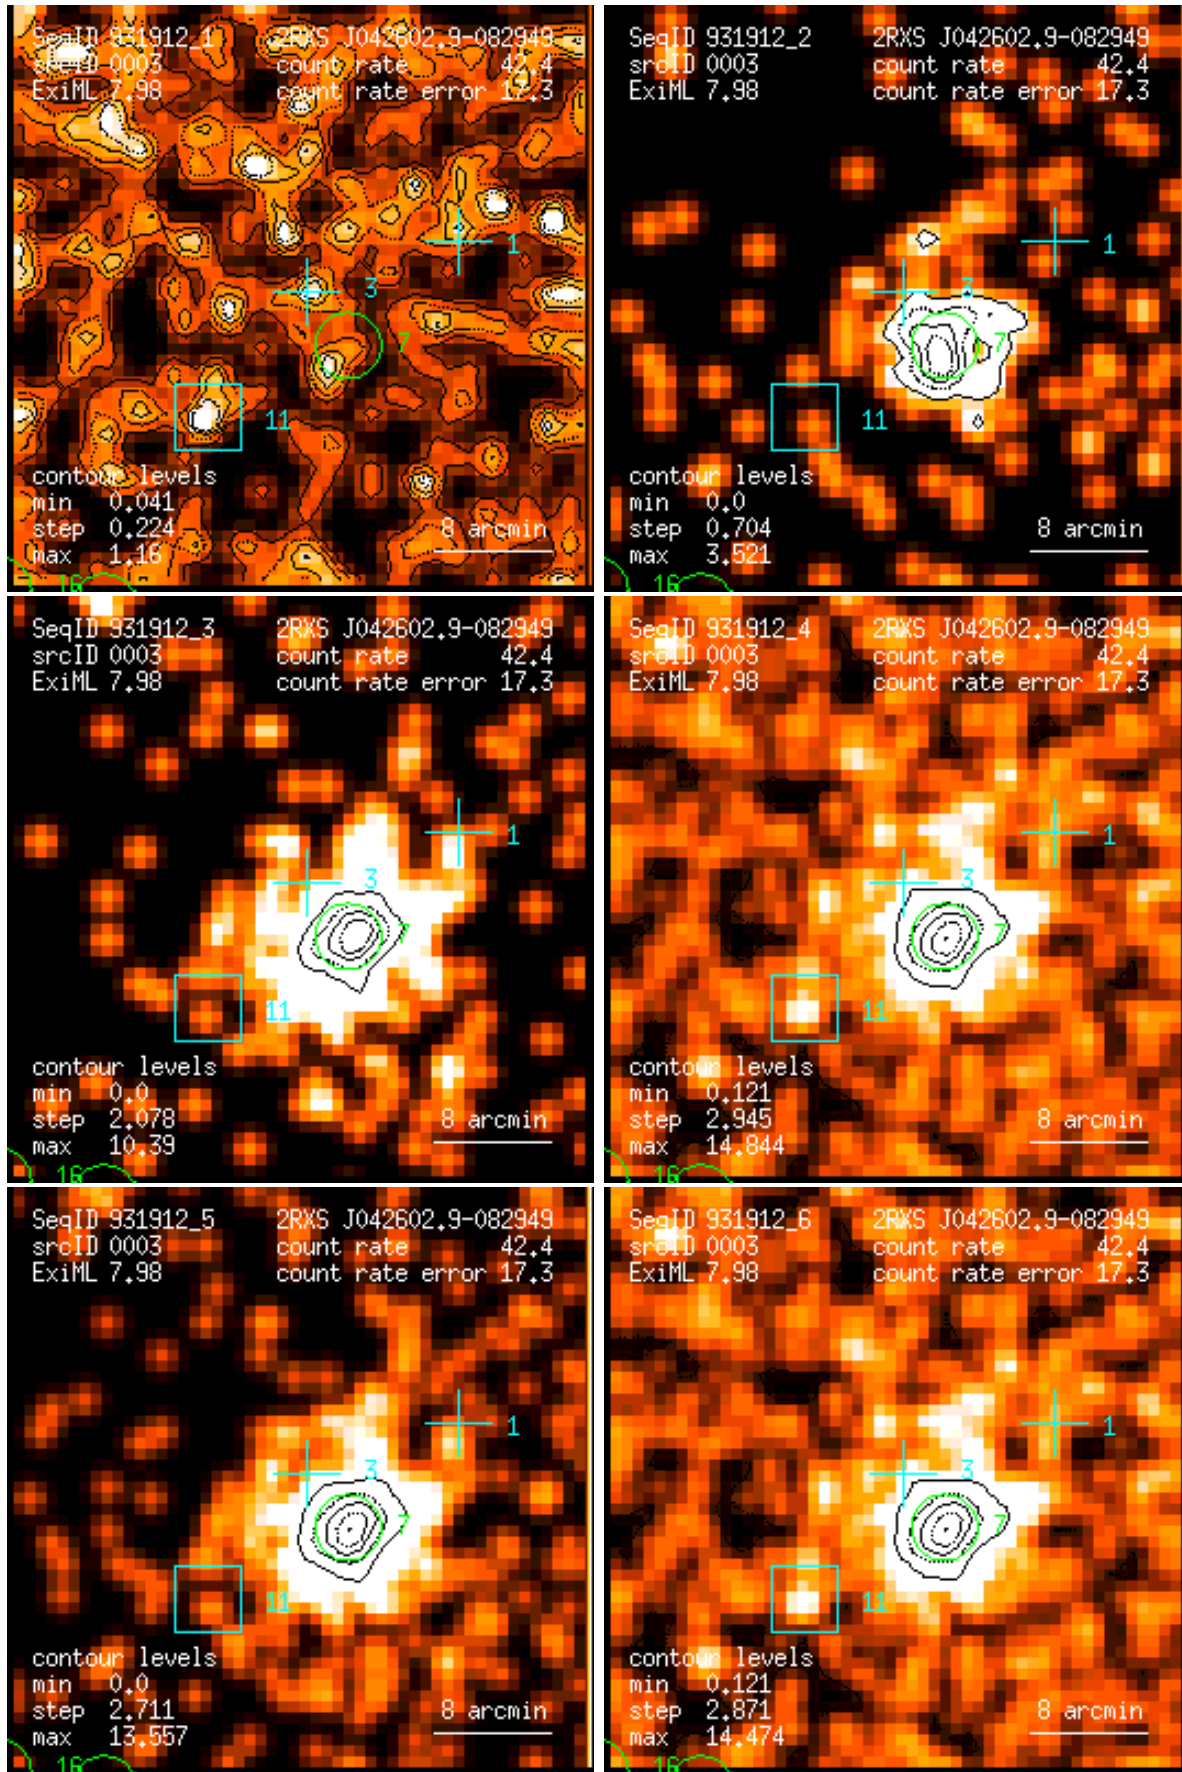 SeqID 931912_1 2RXS J042602.9-082949
srcID 0003 count rate 42.4
ExiML 7.98 count rate error 17.3
1
3
7
11
contour levels
min 0.041
step 0.224 8 arcmin
max 1.16
16
SeqID 931912_2 2RXS J042602.9-082949
srcID 0003 count rate 42.4
ExiML 7.98 count rate error 17.3
1
3
7
11
contour levels
min 0.0
step 0.704 8 arcmin
max 3.521
16
SeqID 931912_3 2RXS J042602.9-082949
srcID 0003 count rate 42.4
ExiML 7.98 count rate error 17.3
1
3
7
11
contour levels
min 0.0
step 2.078 8 arcmin
max 10.39
16
SeqID 931912_4 2RXS J042602.9-082949
srcID 0003 count rate 42.4
ExiML 7.98 count rate error 17.3
1
3
7
11
contour levels
min 0.121
step 2.945 8 arcmin
max 14.844
16
SeqID 931912_5 2RXS J042602.9-082949
srcID 0003 count rate 42.4
ExiML 7.98 count rate error 17.3
1
3
7
11
contour levels
min 0.0
step 2.711 8 arcmin
max 13.557
16
SeqID 931912_6 2RXS J042602.9-082949
srcID 0003 count rate 42.4
ExiML 7.98 count rate error 17.3
1
3
7
11
contour levels
min 0.121
step 2.871 8 arcmin
max 14.474
16